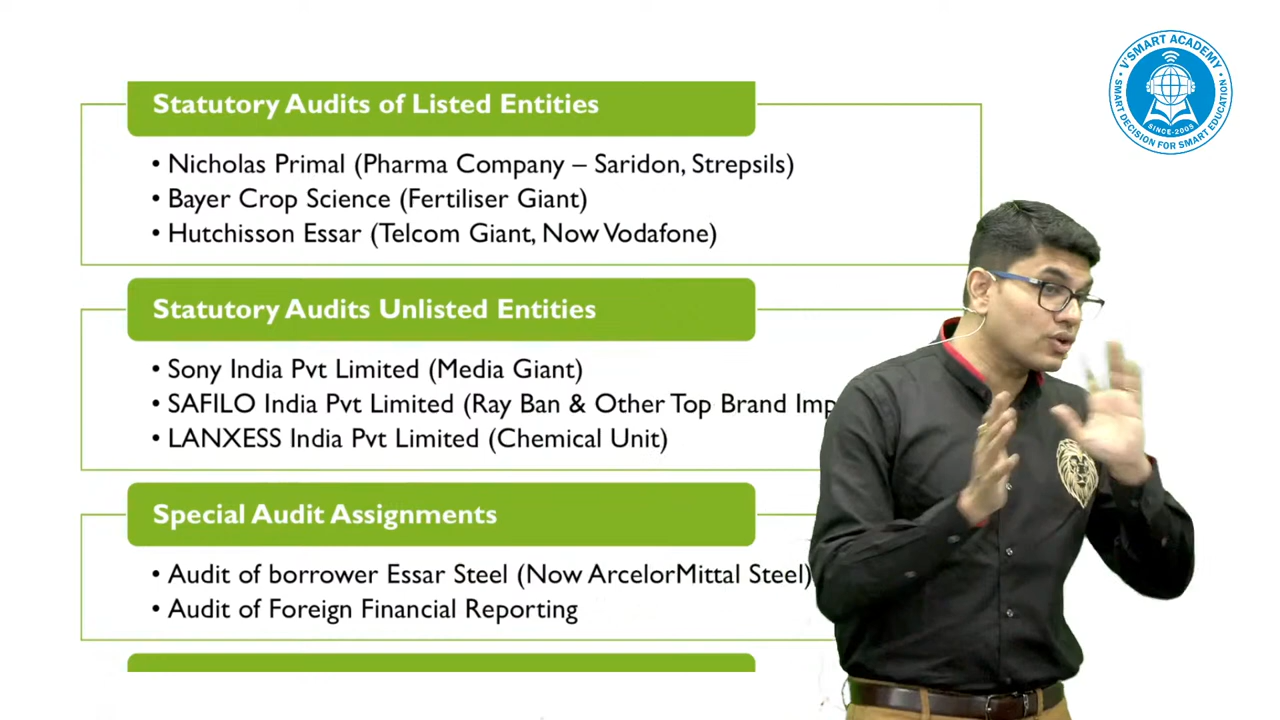 V'SMART ACADEMY
SMART DECISION FOR SMART EDUCATION
SINCE-2005
Statutory Audits of Listed Entities
• Nicholas Primal (Pharma Company – Saridon, Strepsils)
• Bayer Crop Science (Fertiliser Giant)
• Hutchisson Essar (Telcom Giant, Now Vodafone)
Statutory Audits Unlisted Entities
• Sony India Pvt Limited (Media Giant)
• SAFILO India Pvt Limited (Ray Ban & Other Top Brand Imp
• LANXESS India Pvt Limited (Chemical Unit)
Special Audit Assignments
• Audit of borrower Essar Steel (Now ArcelorMittal Steel)
• Audit of Foreign Financial Reporting